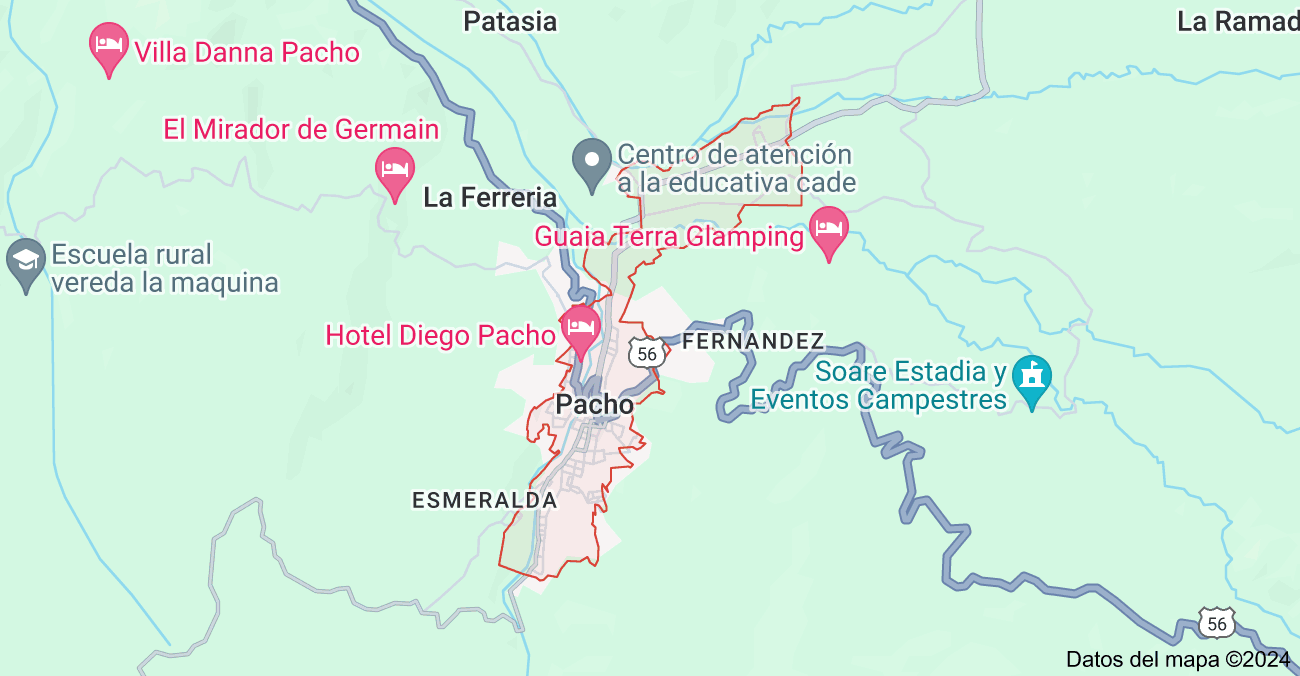 Patasia
La Ramad
Villa Danna Pacho
El Mirador de Germain
Centro de atención
a la educativa cade
La Ferreria
Guaia Terra Glamping
Escuela rural
vereda la maquina
Hotel Diego Pacho
56
FERNANDEZ
Soare Estadia y
Eventos Campestres
Pacho
ESMERALDA
56
Datos del mapa ©2024